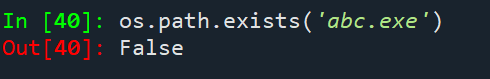 In [40]: os.path.exists('abc.exe')
Out[40]: False